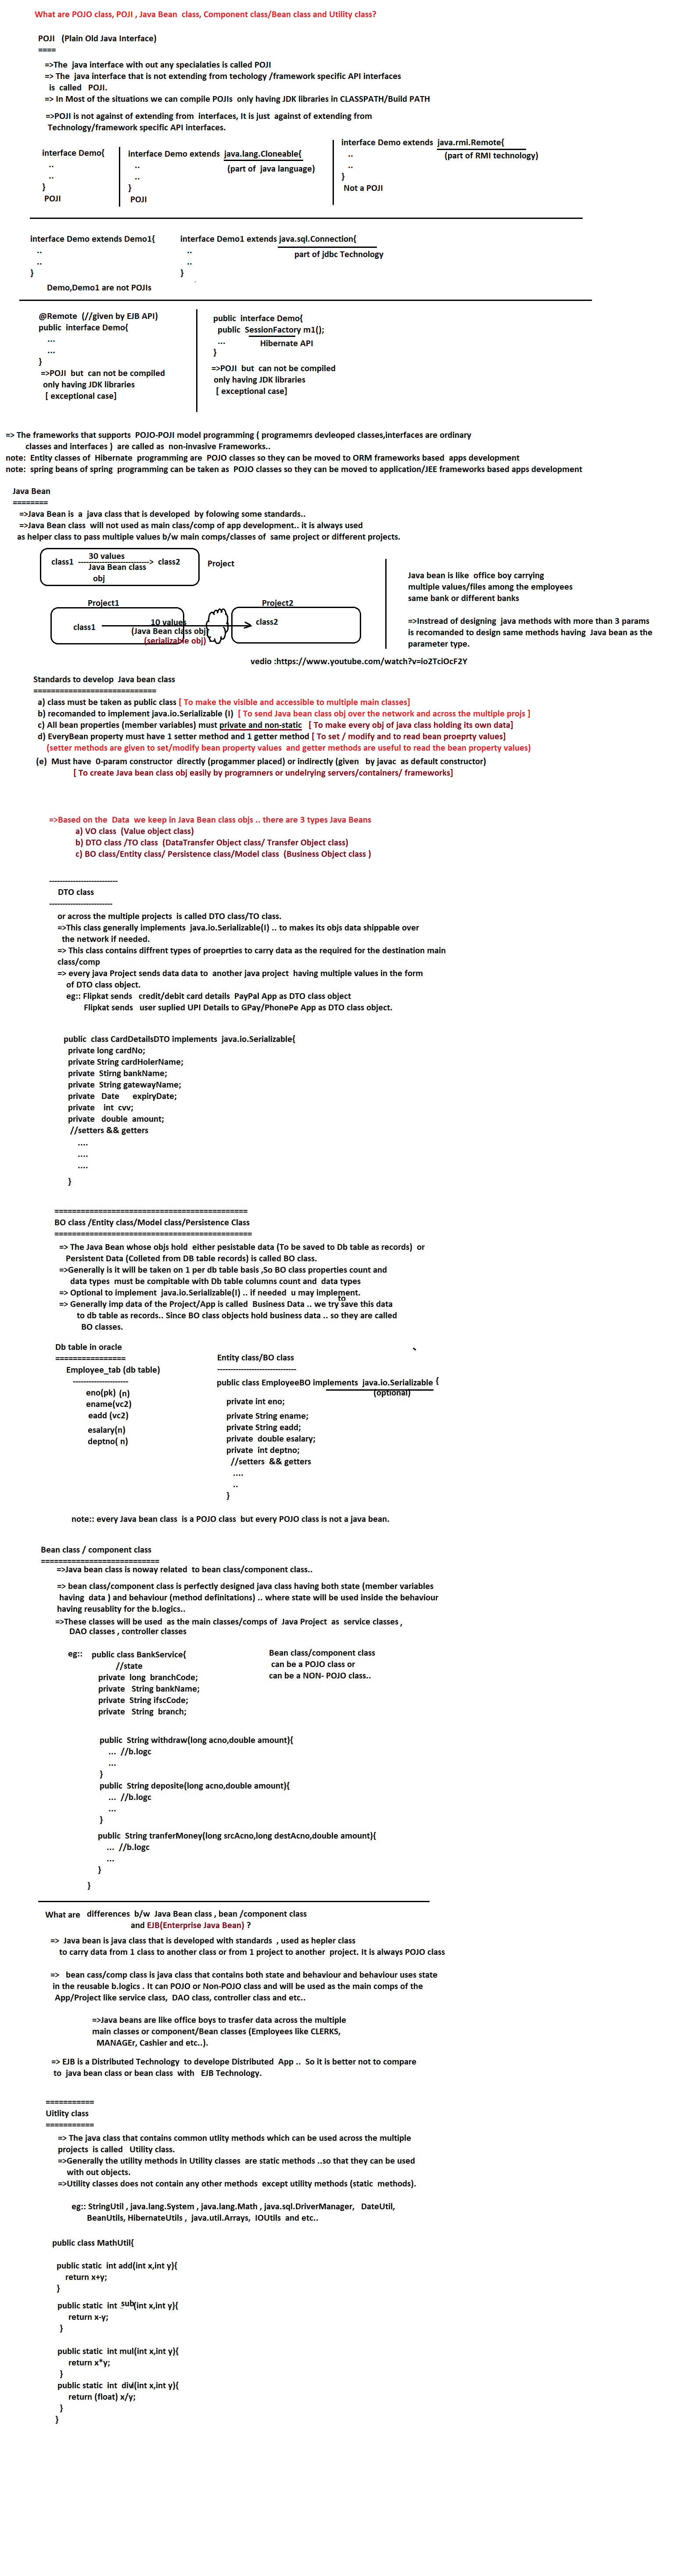 What are POJO class, POJI , Java Bean  class, Component class/Bean class and Utility class?
POJI   (Plain Old Java Interface)
====
=>The  java interface with out any specialaties is called POJI
=> The  java interface that is not extending from techology /framework specific API interfaces
is  called   POJI.
=> In Most of the situations we can compile POJIs  only having JDK libraries in CLASSPATH/Build PATH
=>POJI is not against of extending from  interfaces, It is just  against of extending from
Technology/framework specific API interfaces.
interface Demo{
..
..
}
POJI
interface Demo extends  java.lang.Cloneable{
..
(part of  java language)
..
}
POJI
interface Demo extends  java.rmi.Remote{
..
(part of RMI technology)
..
}
Not a POJI
interface Demo extends Demo1{
..
..
}
interface Demo1 extends java.sql.Connection{
..
part of jdbc Technology
..
}
Demo,Demo1 are not POJIs
@Remote  (//given by EJB API)
public  interface Demo{
...
...
}
=>POJI  but  can not be compiled
only having JDK libraries
[ exceptional case]
public  interface Demo{
public  SessionFactory m1();
...
Hibernate API
}
=>POJI  but  can not be compiled
only having JDK libraries
[ exceptional case]
=> The frameworks that supports  POJO-POJI model programming ( programemrs devleoped classes,interfaces are ordinary
classes and interfaces )  are called as  non-invasive Frameworks..
note:  Entity classes of  Hibernate  programming are  POJO classes so they can be moved to ORM frameworks based  apps development
note:  spring beans of spring  programming can be taken as  POJO classes so they can be moved to application/JEE frameworks based apps development
Java Bean
========
=>Java Bean is  a  java class that is developed  by folowing some standards..
=>Java Bean class  will not used as main class/comp of app development.. it is always used
as helper class to pass multiple values b/w main comps/classes of  same project or different projects.
30 values
class1  --------------------------->  class2
Java Bean class
obj
Project
Project1
Project2
10 values
class1
class2
(Java Bean class obj)
(serializable obj)
Java bean is like  office boy carrying
multiple values/files among the employees
same bank or different banks
=>Instread of designing  java methods with more than 3 params
is recomanded to design same methods having  Java bean as the
parameter type.
vedio :https://www.youtube.com/watch?v=io2TciOcF2Y
Standards to develop  Java bean class
============================
a) class must be taken as public class [ To make the visible and accessible to multiple main classes]
b) recomanded to implement java.io.Serializable (I)  [ To send Java bean class obj over the network and across the multiple projs ]
c) All bean properties (member variables) must private and non-static   [ To make every obj of java class holding its own data]
d) EveryBean property must have 1 setter method and 1 getter method [ To set / modify and to read bean proeprty values]
(setter methods are given to set/modify bean property values  and getter methods are useful to read the bean property values)
(e)  Must have  0-param constructor  directly (progammer placed) or indirectly (given   by javac  as default constructor)
[ To create Java bean class obj easily by programners or undelrying servers/containers/ frameworks]
=>Based on the  Data  we keep in Java Bean class objs .. there are 3 types Java Beans
a) VO class  (Value object class)
b) DTO class /TO class  (DataTransfer Object class/ Transfer Object class)
c) BO class/Entity class/ Persistence class/Model class  (Business Object class )
--------------------------
DTO class
------------------------
or across the multiple projects  is called DTO class/TO class.
=>This class generally implements  java.io.Serializable(I) .. to makes its objs data shippable over
the network if needed.
=> This class contains diffrent types of proeprties to carry data as the required for the destination main
class/comp
=> every java Project sends data data to  another java project  having multiple values in the form
of DTO class object.
eg:: Flipkat sends   credit/debit card details  PayPal App as DTO class object
Flipkat sends   user suplied UPI Details to GPay/PhonePe App as DTO class object.
public  class CardDetailsDTO implements  java.io.Serializable{
private long cardNo;
private String cardHolerName;
private  Stirng bankName;
private  String gatewayName;
private   Date      expiryDate;
private    int  cvv;
private   double  amount;
//setters && getters
....
....
....
}
============================================
BO class /Entity class/Model class/Persistence Class
=============================================
=> The Java Bean whose objs hold  either pesistable data (To be saved to Db table as records)  or
Persistent Data (Colleted from DB table records) is called BO class.
=>Generally is it will be taken on 1 per db table basis ,So BO class properties count and
data types  must be compitable with Db table columns count and  data types
=> Optional to implement  java.io.Serializable(I) .. if needed  u may implement.
to
=> Generally imp data of the Project/App is called  Business Data .. we try save this data
to db table as records.. Since BO class objects hold business data .. so they are called
BO classes.
Db table in oracle
================
Employee_tab (db table)
---------------------
eno(pk)  (n)
ename(vc2)
eadd (vc2)
esalary(n)
deptno( n)
Entity class/BO class
------------------------------
public class EmployeeBO implements  java.io.Serializable {
(optional)
private int eno;
private String ename;
private String eadd;
private  double esalary;
private  int deptno;
//setters  && getters
....
..
}
note:: every Java bean class  is a POJO class  but every POJO class is not a java bean.
Bean class / component class
===========================
=>Java bean class is noway related  to bean class/component class..
=> bean class/component class is perfectly designed java class having both state (member variables
having  data ) and behaviour (method definitations) .. where state will be used inside the behaviour
having reusablity for the b.logics..
=>These classes will be used  as the main classes/comps of  Java Project  as  service classes ,
DAO classes , controller classes
eg::    public class BankService{
//state
private  long  branchCode;
private   String bankName;
private  String ifscCode;
private   String  branch;
Bean class/component class
can be a POJO class or
can be a NON- POJO class..
public  String withdraw(long acno,double amount){
...  //b.logc
...
}
public  String deposite(long acno,double amount){
...  //b.logc
...
}
public  String tranferMoney(long srcAcno,long destAcno,double amount){
...  //b.logc
...
}
}
What are   differences  b/w  Java Bean class , bean /component class
and EJB(Enterprise Java Bean) ?
=>  Java bean is java class that is developed with standards  , used as hepler class
to carry data from 1 class to another class or from 1 project to another  project. It is always POJO class
=>   bean cass/comp class is java class that contains both state and behaviour and behaviour uses state
in the reusable b.logics . It can POJO or Non-POJO class and will be used as the main comps of the
App/Project like service class,  DAO class, controller class and etc..
=>Java beans are like office boys to trasfer data across the multiple
main classes or component/Bean classes (Employees like CLERKS,
MANAGEr, Cashier and etc..).
=> EJB is a Distributed Technology  to develope Distributed  App ..  So it is better not to compare
to  java bean class or bean class  with   EJB Technology.
===========
Uitlity class
===========
=> The java class that contains common utlity methods which can be used across the multiple
projects  is called   Utility class.
=>Generally the utility methods in Utility classes  are static methods ..so that they can be used
with out objects.
=>Utility classes does not contain any other methods  except utility methods (static  methods).
eg:: StringUtil , java.lang.System , java.lang.Math , java.sql.DriverManager,   DateUtil,
BeanUtils, HibernateUtils ,  java.util.Arrays,  IOUtils  and etc..
public class MathUtil{
public static  int add(int x,int y){
return x+y;
}
public static  int  sub(int x,int y){
return x-y;
}
public static  int mul(int x,int y){
return x*y;
}
public static  int  div(int x,int y){
return (float) x/y;
}
}